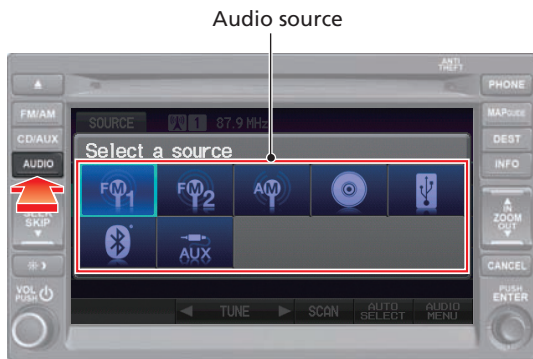 Audio source
ANTI THEFT
PHONE
FM/AM
SOURCE
1
87.9 MHz
MAP GUIDE
CD/AUX
Select a source
DEST
AUDIO
INFO
FM1
FM2
AM
SEEK
SKIP
IN
ZOOM
OUT
AUX
CANCEL
VOL
PUSH
PUSH
ENTER
TUNE
SCAN
AUTO SELECT
AUDIO MENU